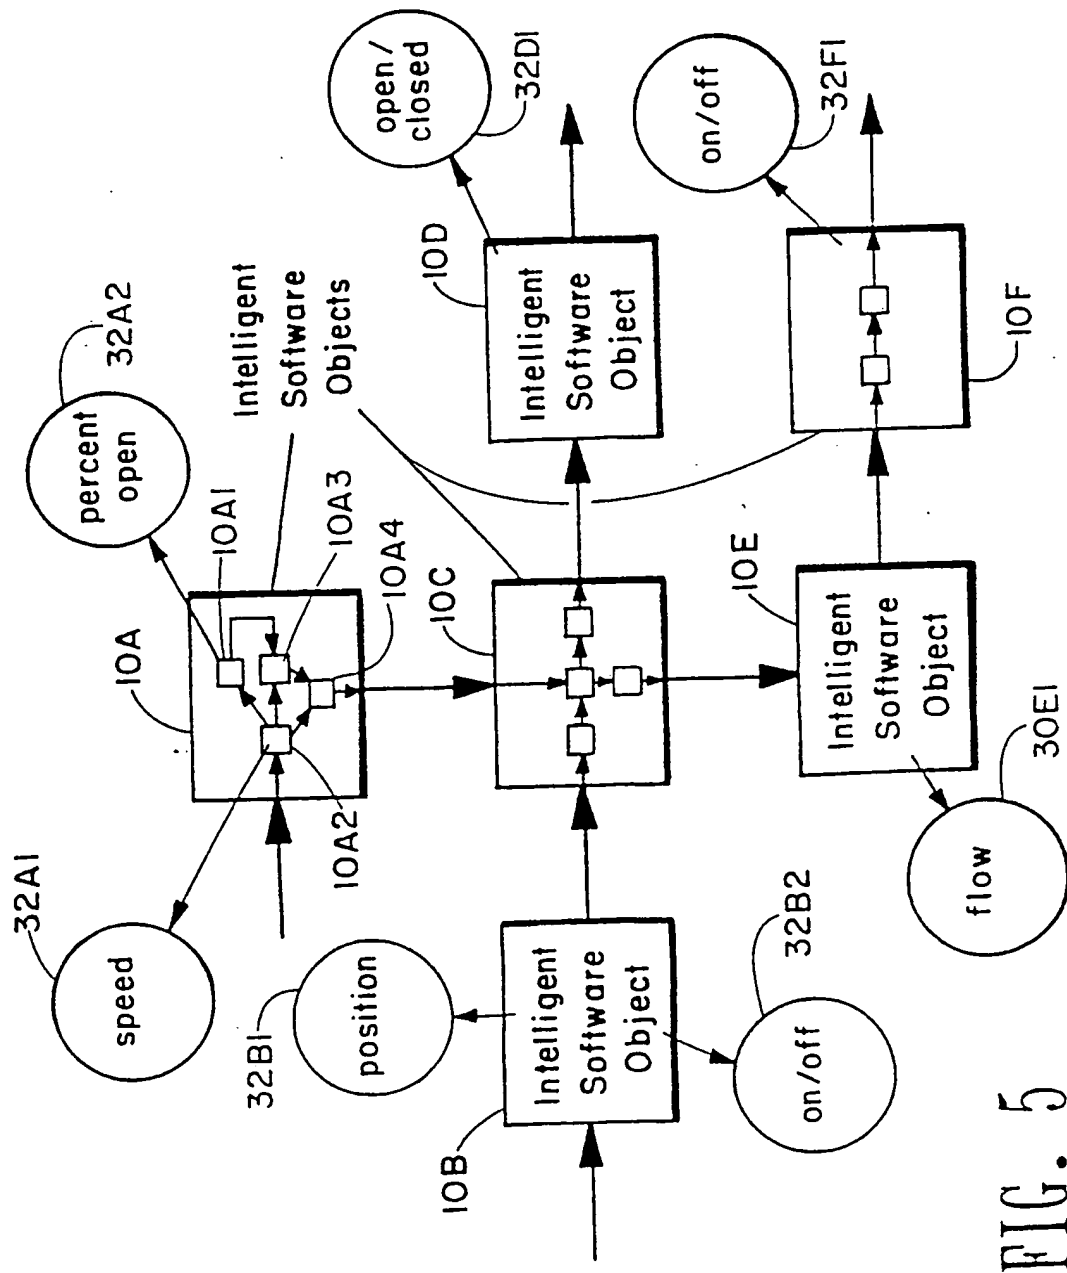 32A2
percent
open
open/
closed
32D1
32A1
speed
10A
10A1
10A3
10A4
10A2
Intelligent
Software
Objects
10D
Intelligent
Software
Object
on/off
32F1
32B1
position
10C
10B
Intelligent
Software
Object
32B2
on/off
10E
Intelligent
Software
Object
10F
30E1
flow
FIG. 5